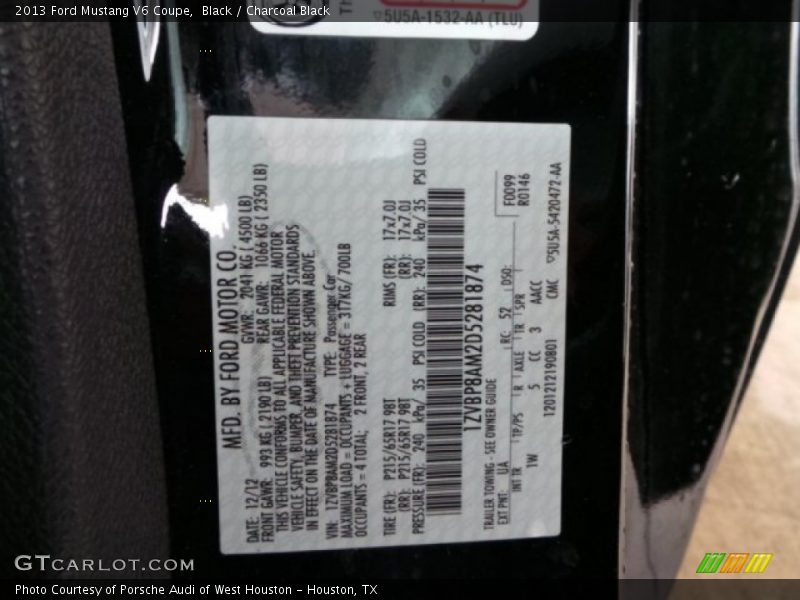 2013 Ford Mustang V6 Coupe, Black / Charcoal Black
▽5U5A-1532-AA (TLU)
MFD. BY FORD MOTOR CO.
DATE: 12/12 GVWR: 2041 KG ( 4500 LB)
FRONT GAWR: 993 KG ( 2190 LB) REAR GAWR: 1066 KG ( 2350 LB)
THIS VEHICLE CONFORMS TO ALL APPLICABLE FEDERAL MOTOR
VEHICLE SAFETY, BUMPER, AND THEFT PREVENTION STANDARDS
IN EFFECT ON THE DATE OF MANUFACTURE SHOWN ABOVE.
VIN: 1ZVBP8AM2D5281874 TYPE: Passenger Car
MAXIMUM LOAD = OCCUPANTS + LUGGAGE = 317KG/ 700LB
OCCUPANTS = 4 TOTAL: 2 FRONT, 2 REAR
TIRE (FR): P215/65R17 98T RIMS (FR): 17x7.0J
(RR): P215/65R17 98T (RR): 17x7.0J
PRESSURE (FR): 240 kPa/ 35 PSI COLD (RR): 240 kPa/ 35 PSI COLD
1ZVBP8AM2D5281874
TRAILER TOWING - SEE OWNER GUIDE
F0099
EXT PNT: UA RC: 52 DSO: R0146
INT TR TP/PS R AXLE TR SPR
1W 5 CC 3 AACC
1201212190801 CMC ▽5U5A-5420472-AA
GTCARLOT.COM
Photo Courtesy of Porsche Audi of West Houston - Houston, TX